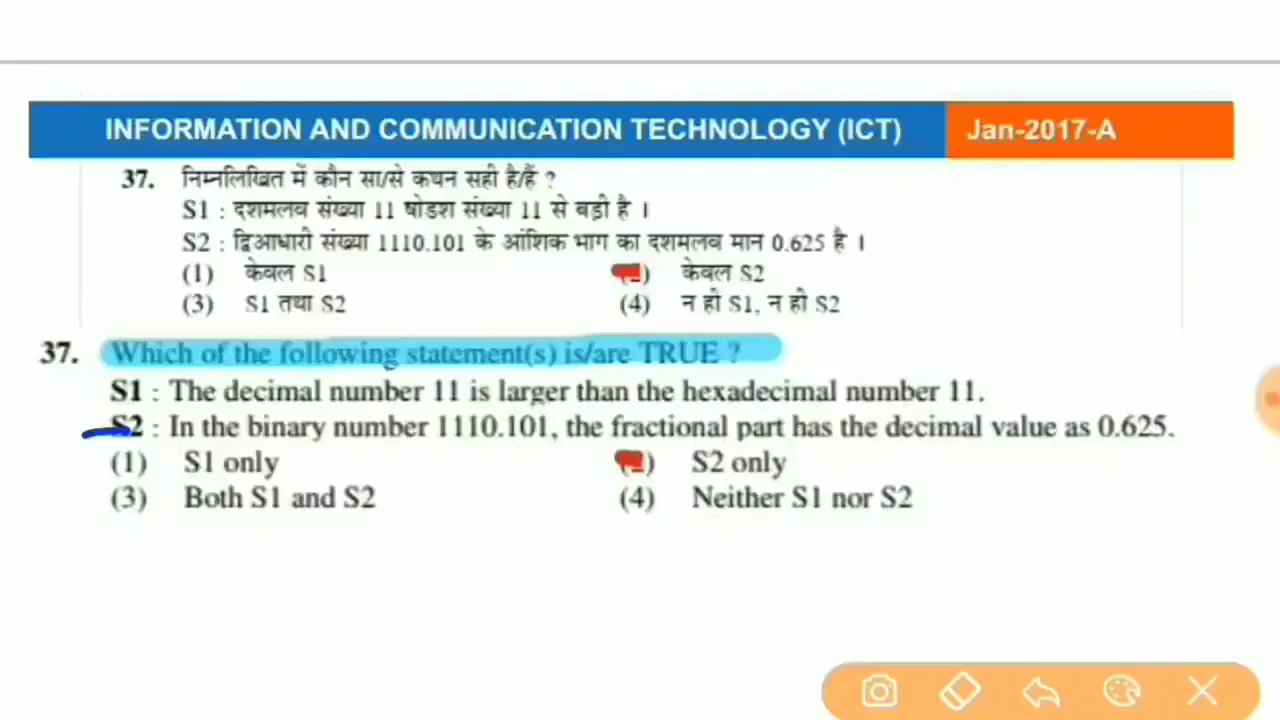 INFORMATION AND COMMUNICATION TECHNOLOGY (ICT) Jan-2017-A
37. निम्नलिखित में कौन सा/से कथन सही है/हैं ?
S1 : दशमलव संख्या 11 षोडश संख्या 11 से बड़ी है ।
S2 : द्विआधारी संख्या 1110.101 के आंशिक भाग का दशमलव मान 0.625 है ।
(1) केवल S1 ) केवल S2
(3) S1 तथा S2 (4) न ही S1, न ही S2
37. Which of the following statement(s) is/are TRUE ?
S1 : The decimal number 11 is larger than the hexadecimal number 11.
S2 : In the binary number 1110.101, the fractional part has the decimal value as 0.625.
(1) S1 only ) S2 only
(3) Both S1 and S2 (4) Neither S1 nor S2